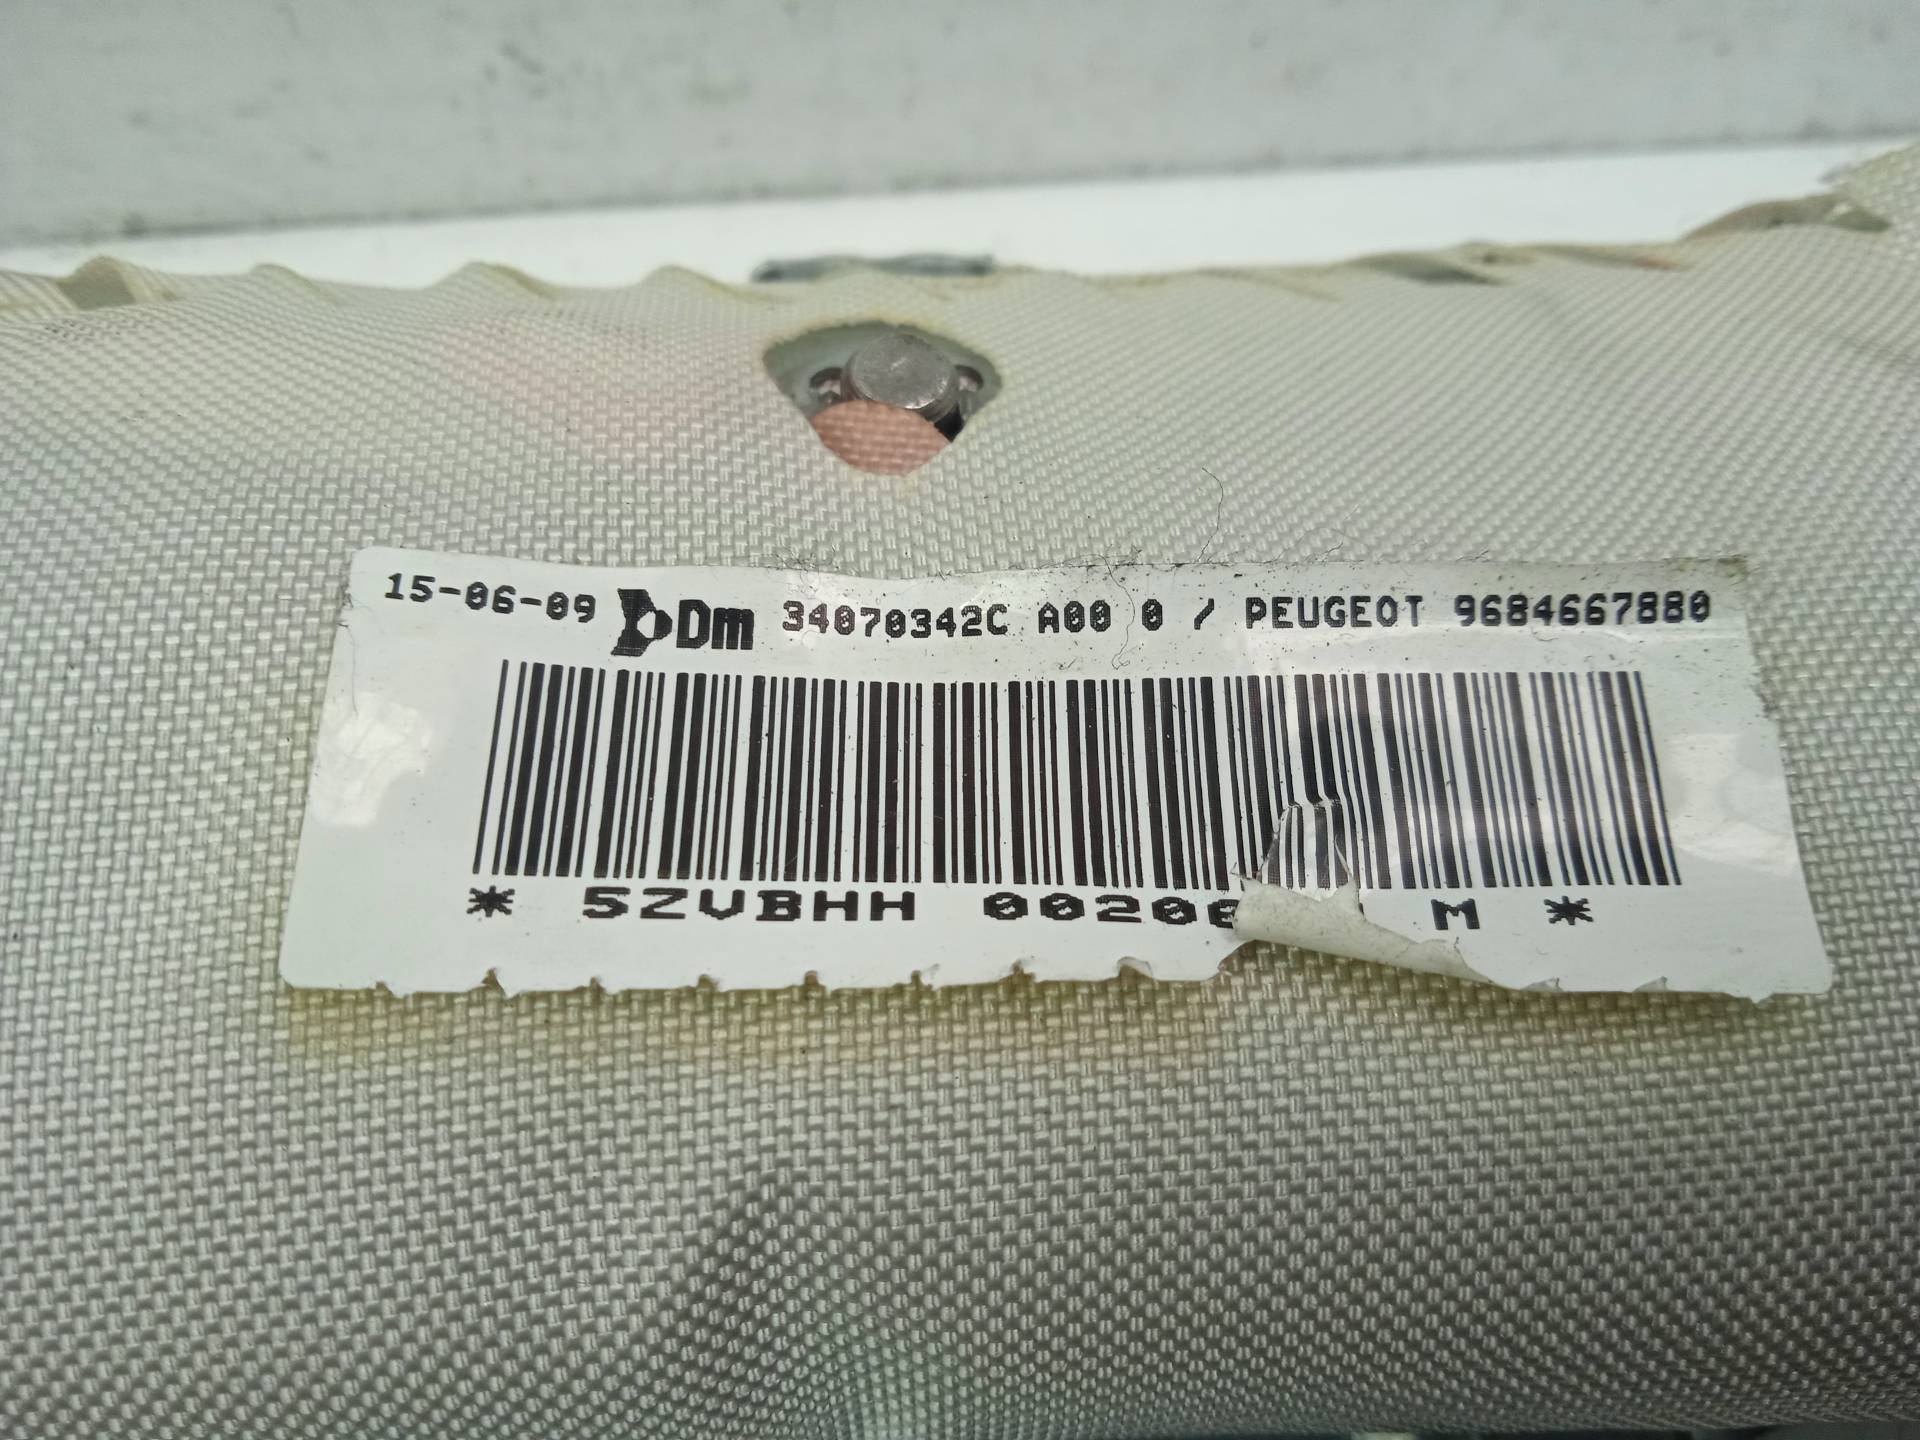 15-06-09 Dm 34070342C A00 0 / PEUGEOT 9684667880
* 5ZVBHH M *